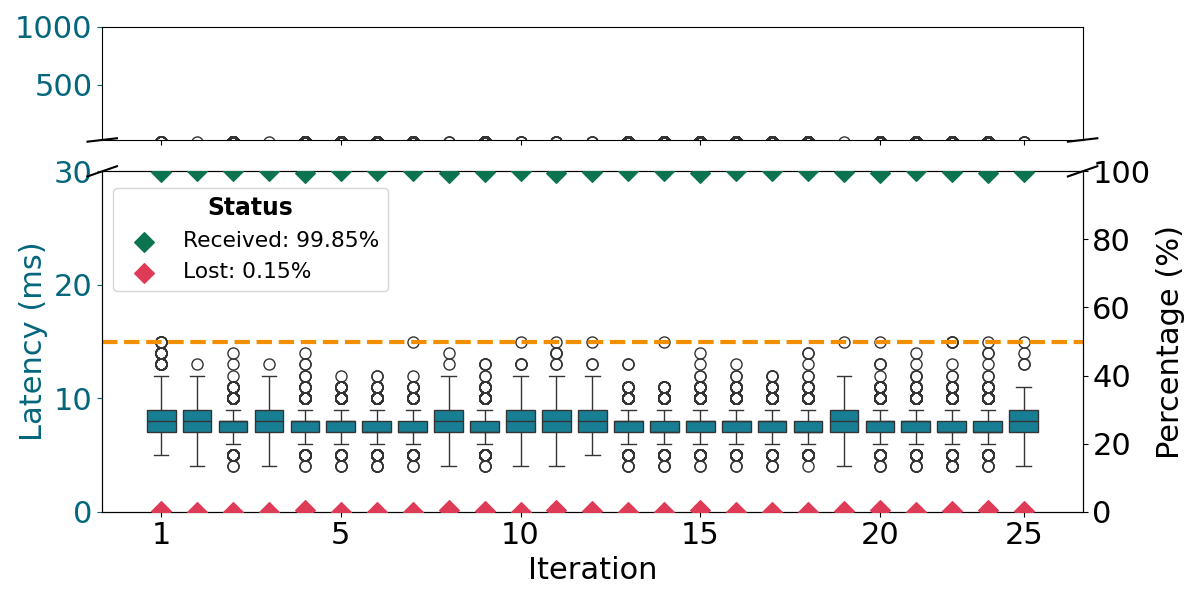 1000
500
30
20
10
0
Latency (ms)
Status
Received: 99.85%
Lost: 0.15%
100
80
60
40
20
0
Percentage (%)
1 5 10 15 20 25
Iteration